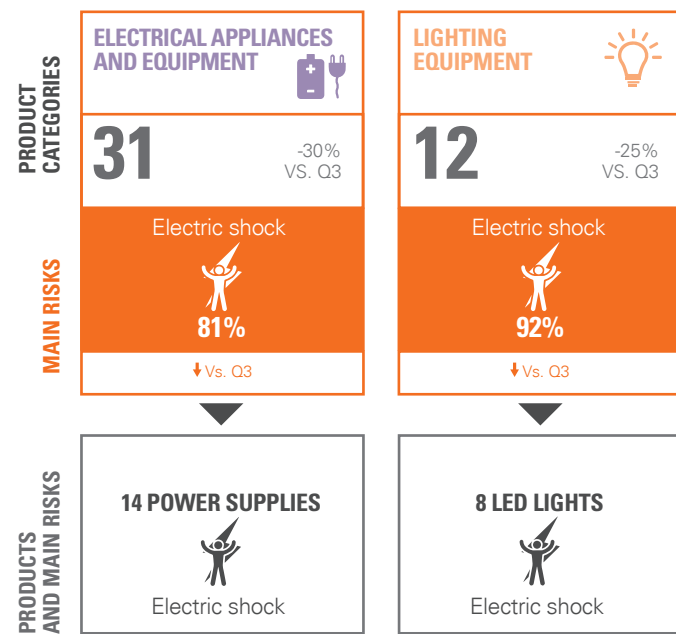 PRODUCT
CATEGORIES
ELECTRICAL APPLIANCES
AND EQUIPMENT
31
-30%
VS. Q3
LIGHTING
EQUIPMENT
12
-25%
VS. Q3
MAIN RISKS
Electric shock
81%
Vs. Q3
Electric shock
92%
Vs. Q3
PRODUCTS
AND MAIN RISKS
14 POWER SUPPLIES
Electric shock
8 LED LIGHTS
Electric shock